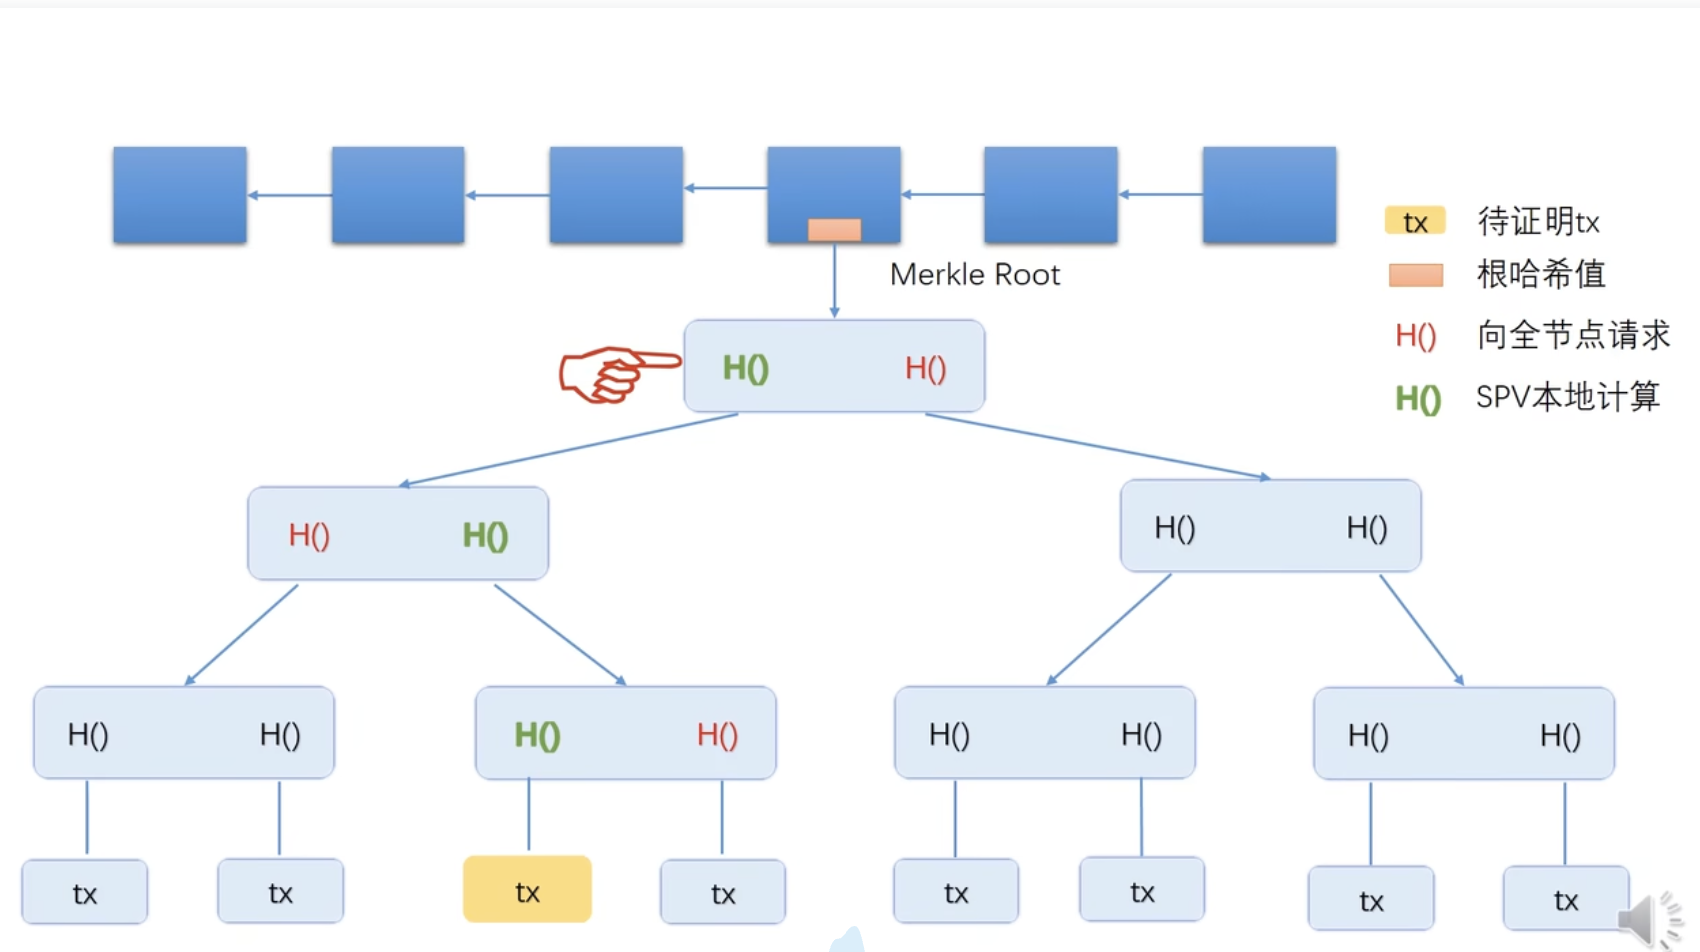 tx 待证明tx
Merkle Root 根哈希值
H() H() H() 向全节点请求
H() SPV本地计算
H() H() H() H()
H() H() H() H() H() H() H() H()
tx tx tx tx tx tx tx tx